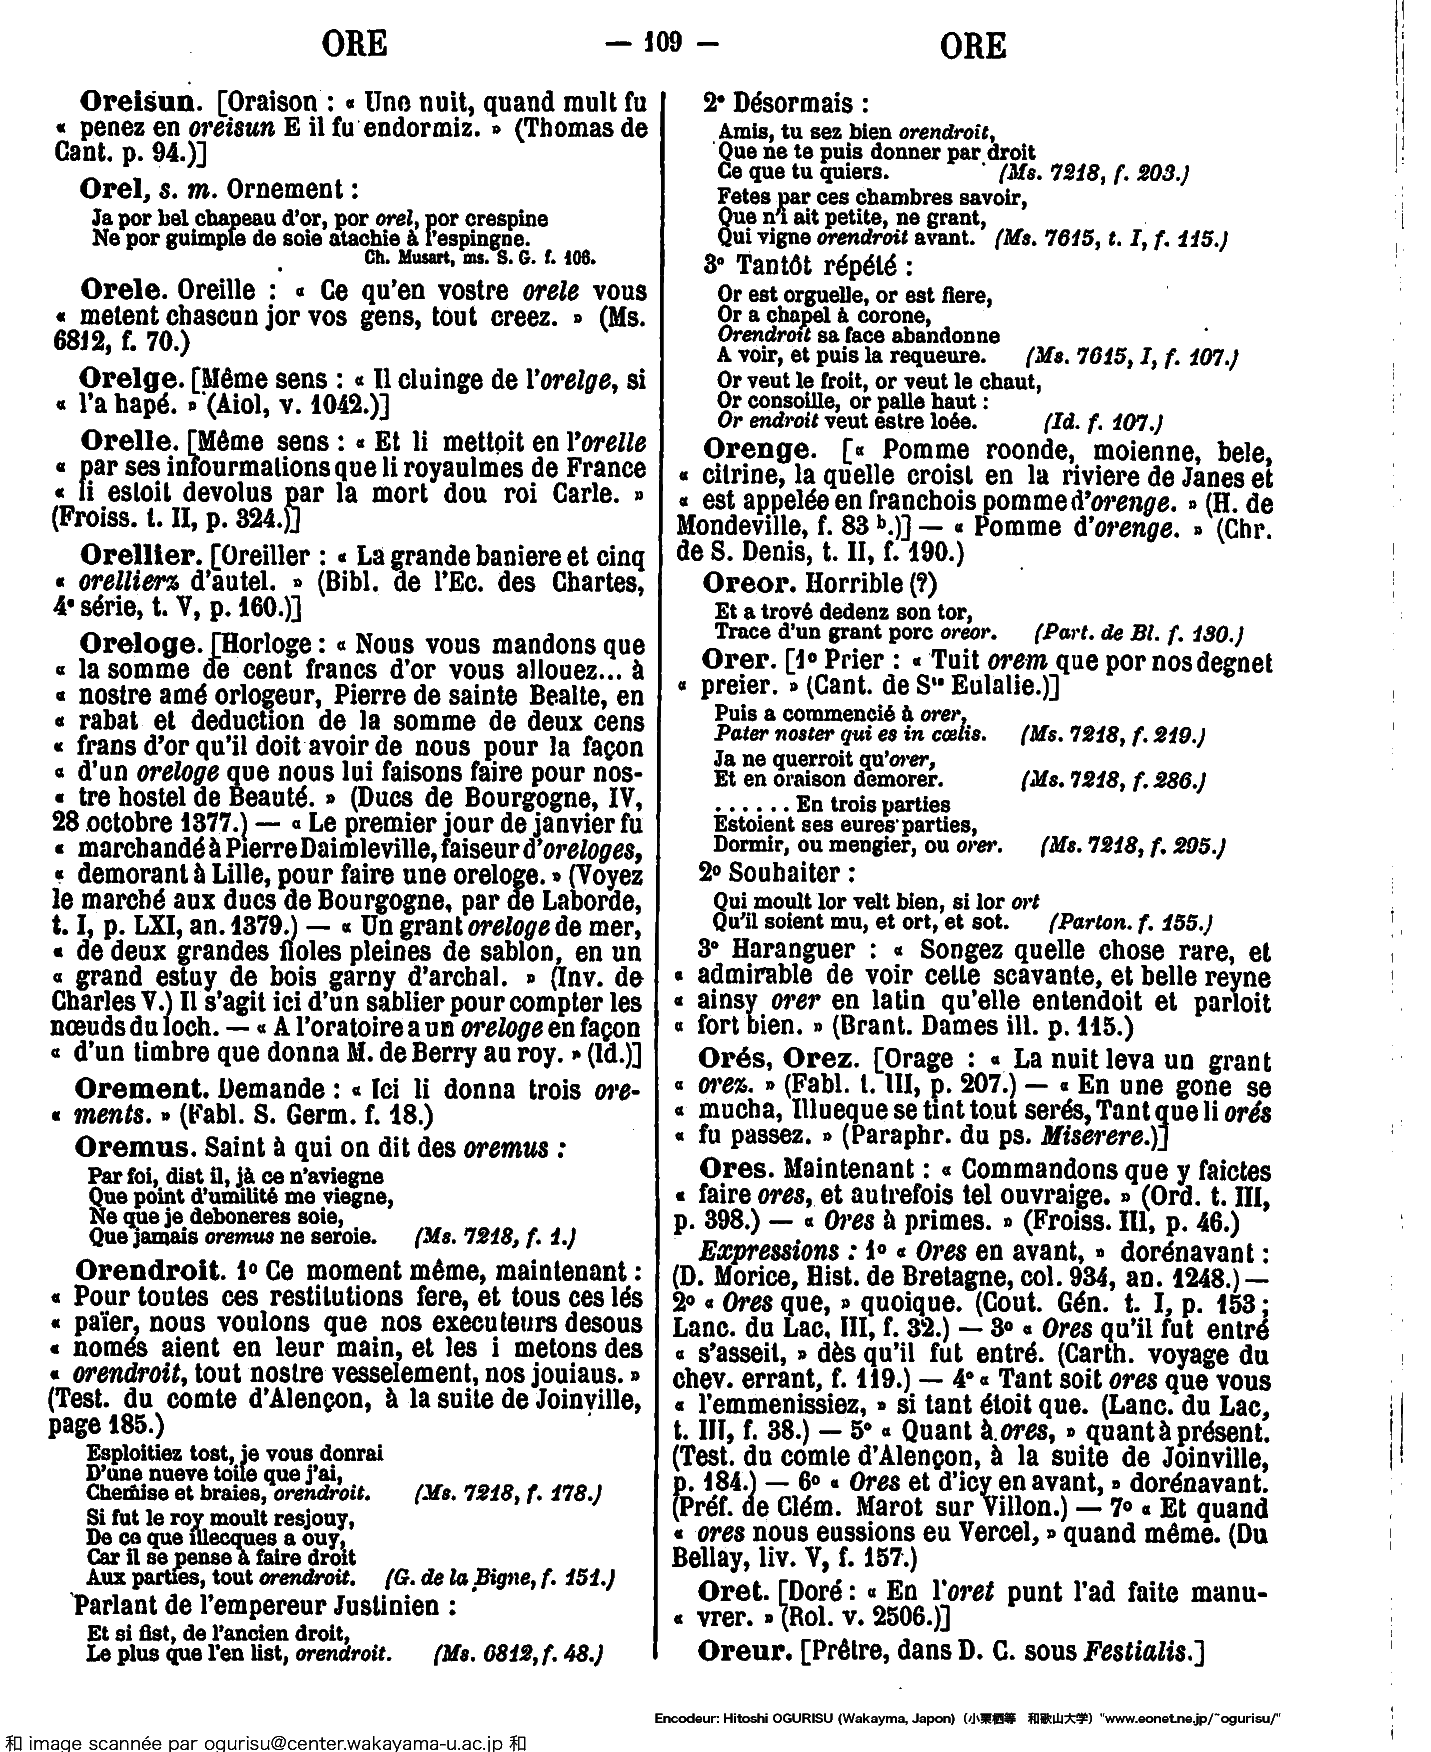 ORE — 109 — ORE
Oreisun. [Oraison : « Une nuit, quand mult fu
« penez en oreisun E il fu endormiz. » (Thomas de
Cant. p. 94.)]
Orel, s. m. Ornement :
Ja por bel chapeau d'or, por orel, por crespine
Ne por guimple de soie atachie à l'espingne.
Ch. Musart, ms. S. G. f. 106.
Orele. Oreille : « Ce qu'en vostre orele vous
« metent chascun jor vos gens, tout creez. » (Ms.
6812, f. 70.)
Orelge. [Même sens : « Il cluinge de l'orelge, si
« l'a hapé. » (Aiol, v. 1042.)]
Orelle. [Même sens : « Et li mettoit en l'orelle
« par ses infourmations que li royaulmes de France
« li estoit devolus par la mort dou roi Carle. »
(Froiss. t. II, p. 324.)]
Orellier. [Oreiller : « La grande baniere et cinq
« orellierz d'autel. » (Bibl. de l'Ec. des Chartes,
4e série, t. V, p. 160.)]
Oreloge. [Horloge : « Nous vous mandons que
« la somme de cent francs d'or vous allouez... à
« nostre amé orlogeur, Pierre de sainte Bealte, en
« rabat et deduction de la somme de deux cens
« frans d'or qu'il doit avoir de nous pour la façon
« d'un oreloge que nous lui faisons faire pour nos-
« tre hostel de Beauté. » (Ducs de Bourgogne, IV,
28 octobre 1377.) — « Le premier jour de janvier fu
« marchandé à Pierre Daimleville, faiseur d'oreloges,
« demorant à Lille, pour faire une oreloge. » (Voyez
le marché aux ducs de Bourgogne, par de Laborde,
t. I, p. LXI, an. 1379.) — « Un grant oreloge de mer,
« de deux grandes fioles pleines de sablon, en un
« grand estuy de bois garny d'archal. » (Inv. de
Charles V.) Il s'agit ici d'un sablier pour compter les
nœuds du loch. — « A l'oratoire a un oreloge en façon
« d'un timbre que donna M. de Berry au roy. » (Id.)]
Orement. Demande : « Ici li donna trois ore-
« ments. » (Fabl. S. Germ. f. 18.)
Oremus. Saint à qui on dit des oremus :
Par foi, dist il, jà ce n'aviegne
Que point d'umilité me viegne,
Ne que je deboneres soie,
Que jamais oremus ne seroie. (Ms. 7218, f. 1.)
Orendroit. 1o Ce moment même, maintenant :
« Pour toutes ces restitutions fere, et tous ces lés
« païer, nous voulons que nos executeurs desous
« només aient en leur main, et les i metons des
« orendroit, tout nostre vesselement, nos jouiaus. »
(Test. du comte d'Alençon, à la suite de Joinville,
page 185.)
Esploitiez tost, je vous donrai
D'une nueve toile que j'ai,
Chemise et braies, orendroit. (Ms. 7218, f. 178.)
Si fut le roy moult resjouy,
De ce que illecques a ouy,
Car il se pense à faire droit
Aux parties, tout orendroit. (G. de la Bigne, f. 151.)
Parlant de l'empereur Justinien :
Et si fist, de l'ancien droit,
Le plus que l'en list, orendroit. (Ms. 6812, f. 48.)
2e Désormais :
Amis, tu sez bien orendroit,
Que ne te puis donner par droit
Ce que tu quiers. (Ms. 7218, f. 203.)
Fetes par ces chambres savoir,
Que n'i ait petite, ne grant,
Qui vigne orendroit avant. (Ms. 7615, t. I, f. 115.)
3o Tantôt répété :
Or est orguelle, or est fiere,
Or a chapel à corone,
Orendroit sa face abandonne
A voir, et puis la requeure. (Ms. 7615, I, f. 107.)
Or veut le froit, or veut le chaut,
Or consoille, or palle haut :
Or endroit veut estre loée. (Id. f. 107.)
Orenge. [« Pomme roonde, moienne, bele,
« citrine, la quelle croist en la riviere de Janes et
« est appelée en franchois pomme d'orenge. » (H. de
Mondeville, f. 83 b.)] — « Pomme d'orenge. » (Chr.
de S. Denis, t. II, f. 190.)
Oreor. Horrible (?)
Et a trové dedenz son tor,
Trace d'un grant porc oreor. (Part. de Bl. f. 130.)
Orer. [1o Prier : « Tuit orem que por nos degnet
« preier. » (Cant. de Ste Eulalie.)]
Puis a commencié à orer,
Pater noster qui es in cœlis. (Ms. 7218, f. 219.)
Ja ne querroit qu'orer,
Et en oraison demorer. (Ms. 7218, f. 286.)
...... En trois parties
Estoient ses eures parties,
Dormir, ou mengier, ou orer. (Ms. 7218, f. 295.)
2o Souhaiter :
Qui moult lor velt bien, si lor ort
Qu'il soient mu, et ort, et sot. (Parton. f. 155.)
3o Haranguer : « Songez quelle chose rare, et
« admirable de voir cette scavante, et belle reyne
« ainsy orer en latin qu'elle entendoit et parloit
« fort bien. » (Brant. Dames ill. p. 115.)
Orés, Orez. [Orage : « La nuit leva un grant
« orez. » (Fabl. t. III, p. 207.) — « En une gone se
« mucha, Illueque se tint tout serés, Tant que li orés
« fu passez. » (Paraphr. du ps. Miserere.)]
Ores. Maintenant : « Commandons que y faictes
« faire ores, et autrefois tel ouvraige. » (Ord. t. III,
p. 398.) — « Ores à primes. » (Froiss. III, p. 46.)
Expressions : 1o « Ores en avant, » dorénavant :
(D. Morice, Hist. de Bretagne, col. 934, an. 1248.) —
2o « Ores que, » quoique. (Cout. Gén. t. I, p. 153 ;
Lanc. du Lac, III, f. 32.) — 3o « Ores qu'il fut entré
« s'asseit, » dès qu'il fut entré. (Carth. voyage du
chev. errant, f. 119.) — 4o « Tant soit ores que vous
« l'emmenissiez, » si tant étoit que. (Lanc. du Lac,
t. III, f. 38.) — 5o « Quant à ores, » quant à présent.
(Test. du comte d'Alençon, à la suite de Joinville,
p. 184.) — 6o « Ores et d'icy en avant, » dorénavant.
(Préf. de Clém. Marot sur Villon.) — 7o « Et quand
« ores nous eussions eu Vercel, » quand même. (Du
Bellay, liv. V, f. 157.)
Oret. [Doré : « En l'oret punt l'ad faite manu-
« vrer. » (Rol. v. 2506.)]
Oreur. [Prêtre, dans D. C. sous Festialis.]
Encodeur: Hitoshi OGURISU (Wakayma, Japon) (小栗栖等 和歌山大学) "www.eonet.ne.jp/~ogurisu/"
和 image scannée par ogurisu@center.wakayama-u.ac.jp 和